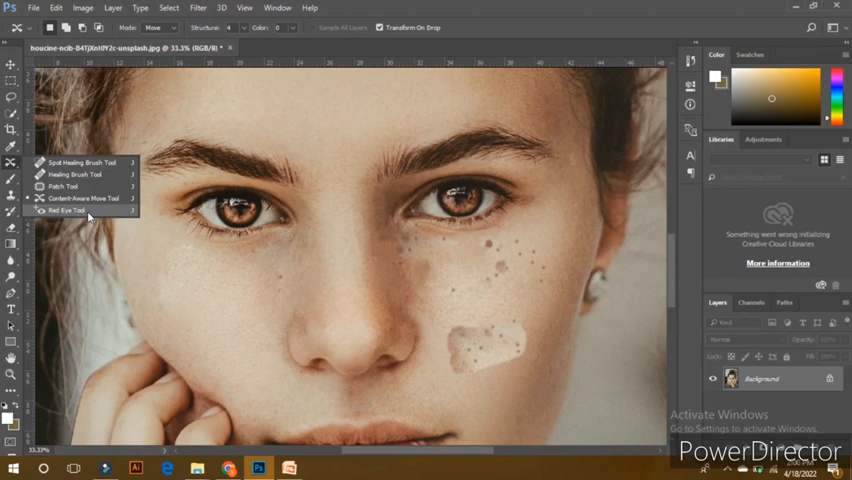 Ps File Edit Image Layer Type Select Filter 3D View Window Help
Mode: Move Structure: 4 Color: 0 Sample All Layers Transform On Drop
houcine-ncib-B4TjXnI0Y2c-unsplash.jpg @ 33.3% (RGB/8) *
Spot Healing Brush Tool J
Healing Brush Tool J
Patch Tool J
Content-Aware Move Tool J
Red Eye Tool J
Color Swatches
Libraries Adjustments
Something went wrong initializing
Creative Cloud Libraries
More information
Layers Channels Paths
Kind
Normal Opacity: 100%
Lock: Fill: 100%
Background
33.33%
Activate Windows
Go to Settings to activate Windows.
PowerDirector
2:00 PM
4/18/2022